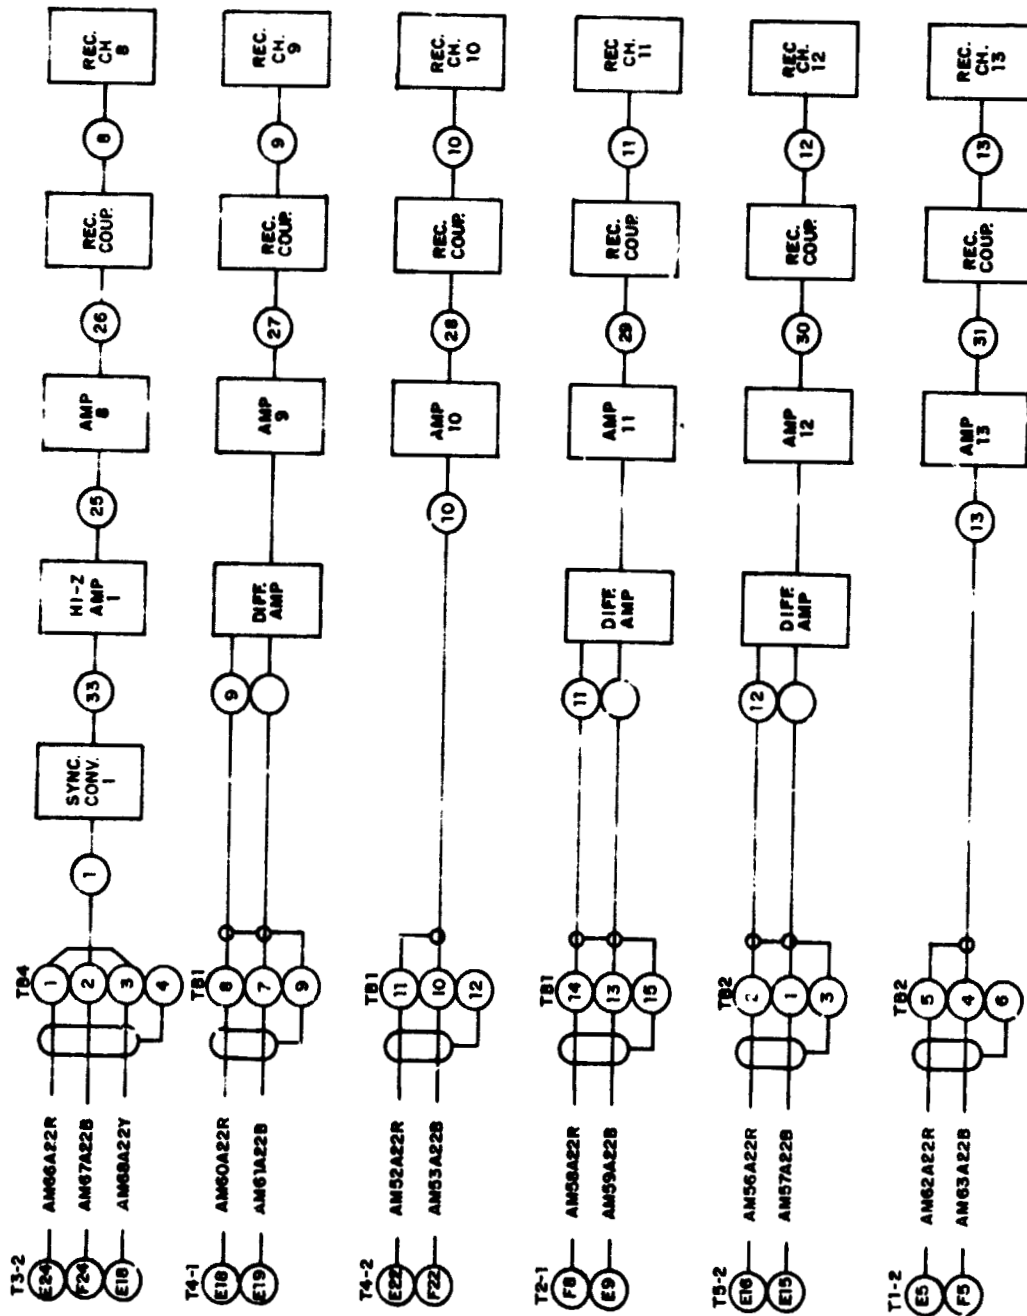 T3-2
E24
F24
E18
AM66A22R
AM67A22B
AM68A22Y
TB4
1
2
3
4
1
SYNC.
CONV.
1
33
HI-Z
AMP
1
25
AMP
8
26
REC.
COUP.
8
REC.
CH
8
T4-1
E18
E19
AM60A22R
AM61A22B
TB1
8
7
9
9
DIFF.
AMP
AMP
9
27
REC.
COUP.
9
REC.
CH.
9
T4-2
E22
F22
AM52A22R
AM53A22B
TB1
11
10
12
10
AMP
10
28
REC.
COUP.
10
REC.
CH.
10
T2-1
F8
E9
AM58A22R
AM59A22B
TB1
14
13
15
11
DIFF.
AMP
AMP
11
29
REC.
COUP.
11
REC.
CH.
11
T5-2
E16
E15
AM56A22R
AM57A22B
TB2
2
1
3
12
DIFF.
AMP
AMP
12
30
REC.
COUP.
12
REC
CH.
12
T1-2
E5
F5
AM62A22R
AM63A22B
TB2
5
4
6
13
AMP
13
31
REC.
COUP.
13
REC.
CH.
13